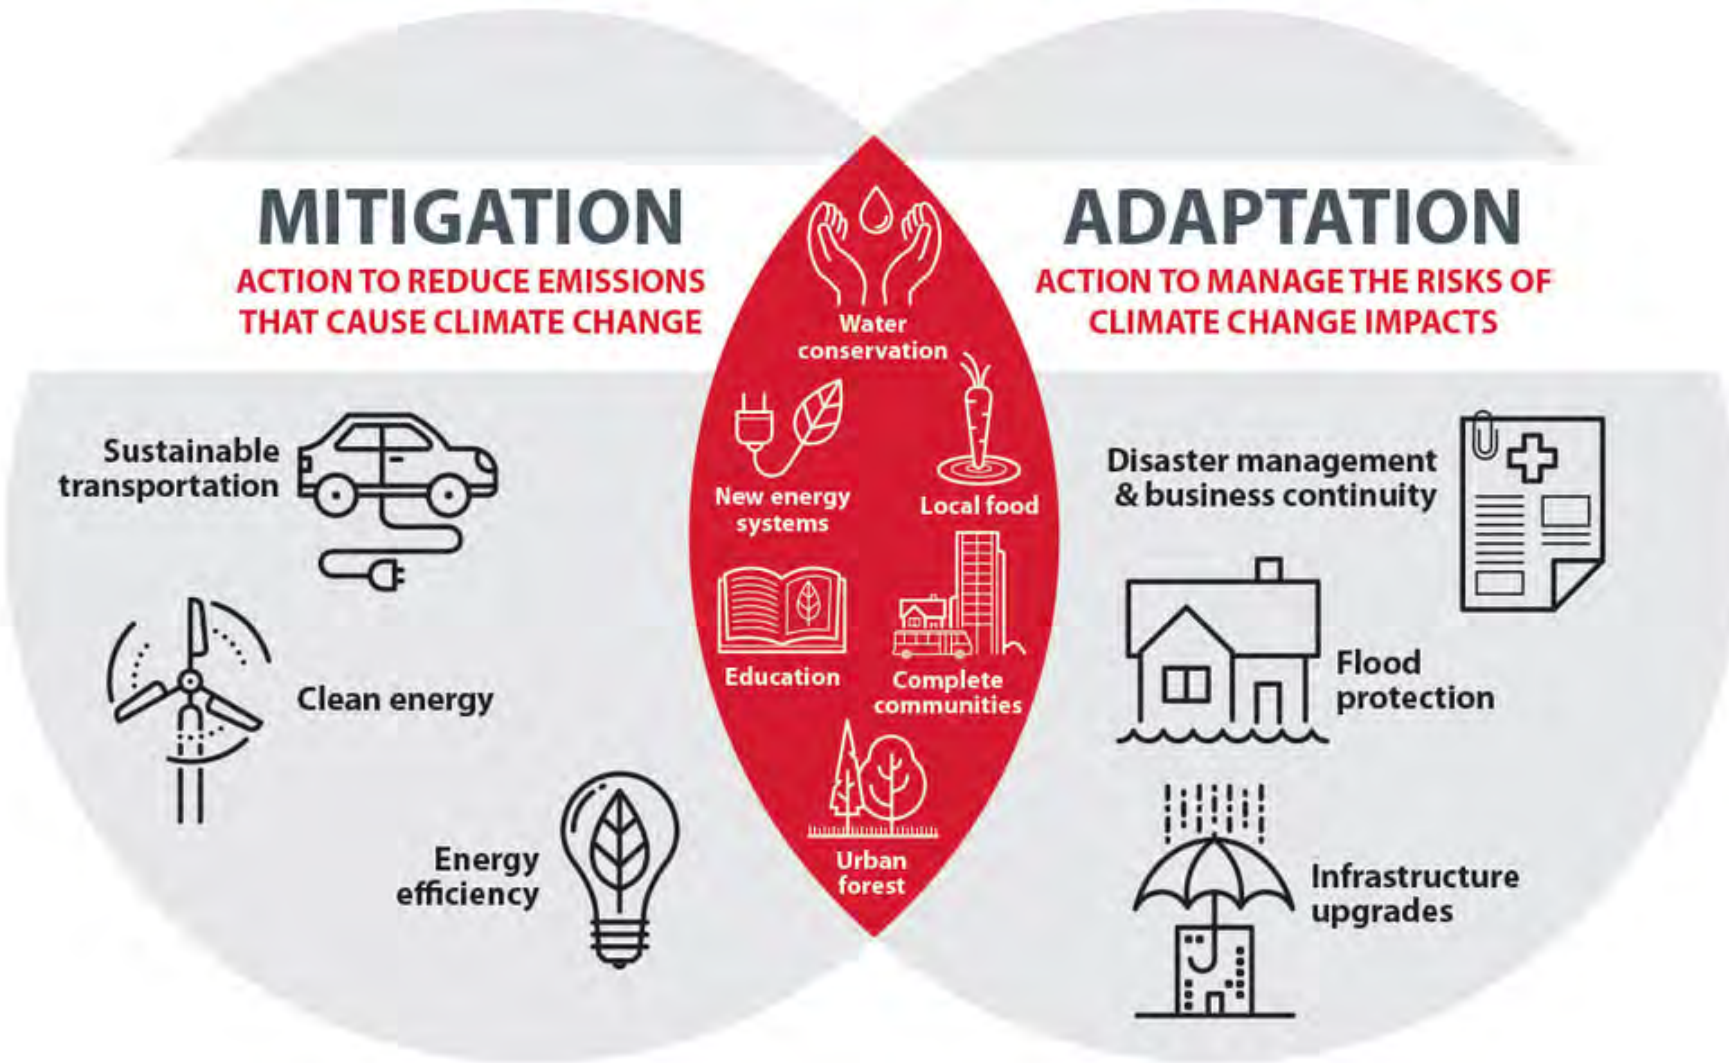 MITIGATION
ACTION TO REDUCE EMISSIONS
THAT CAUSE CLIMATE CHANGE
Sustainable
transportation
Clean energy
Energy
efficiency
Water
conservation
New energy
systems
Local food
Education
Complete
communities
Urban
forest
ADAPTATION
ACTION TO MANAGE THE RISKS OF
CLIMATE CHANGE IMPACTS
Disaster management
& business continuity
Flood
protection
Infrastructure
upgrades